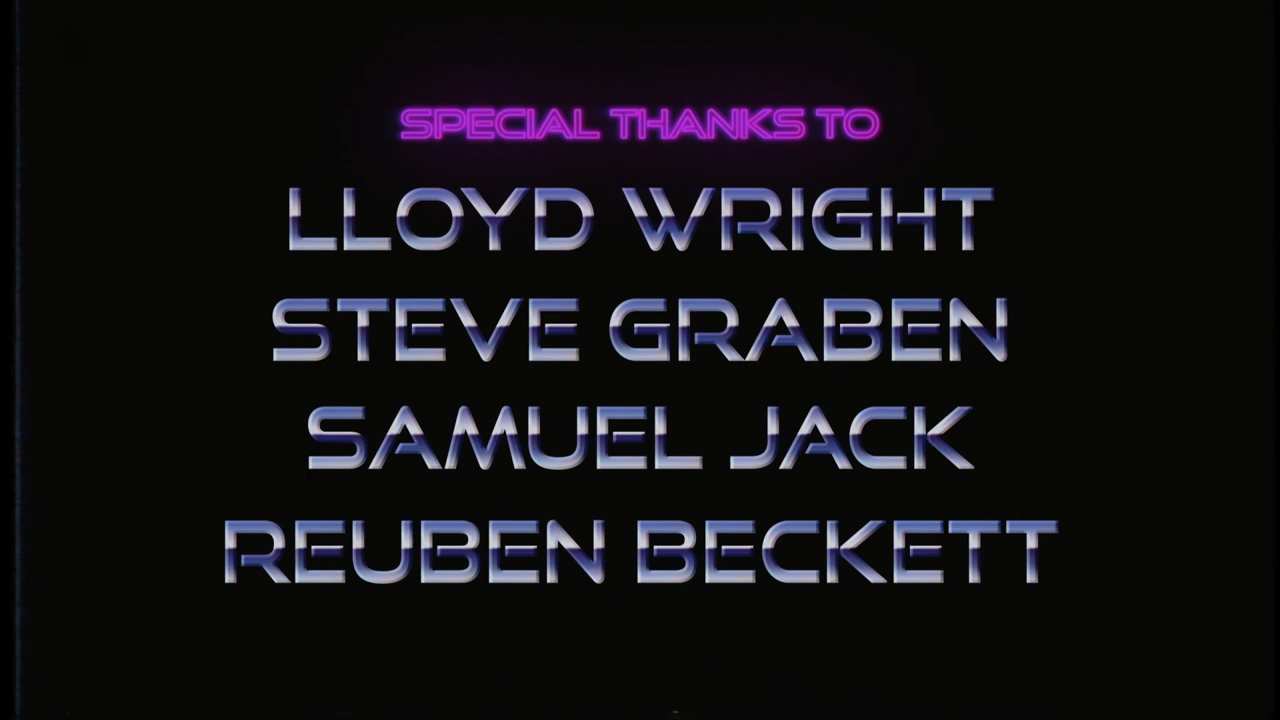 SPECIAL THANKS TO
LLOYD WRIGHT
STEVE GRABEN
SAMUEL JACK
REUBEN BECKETT